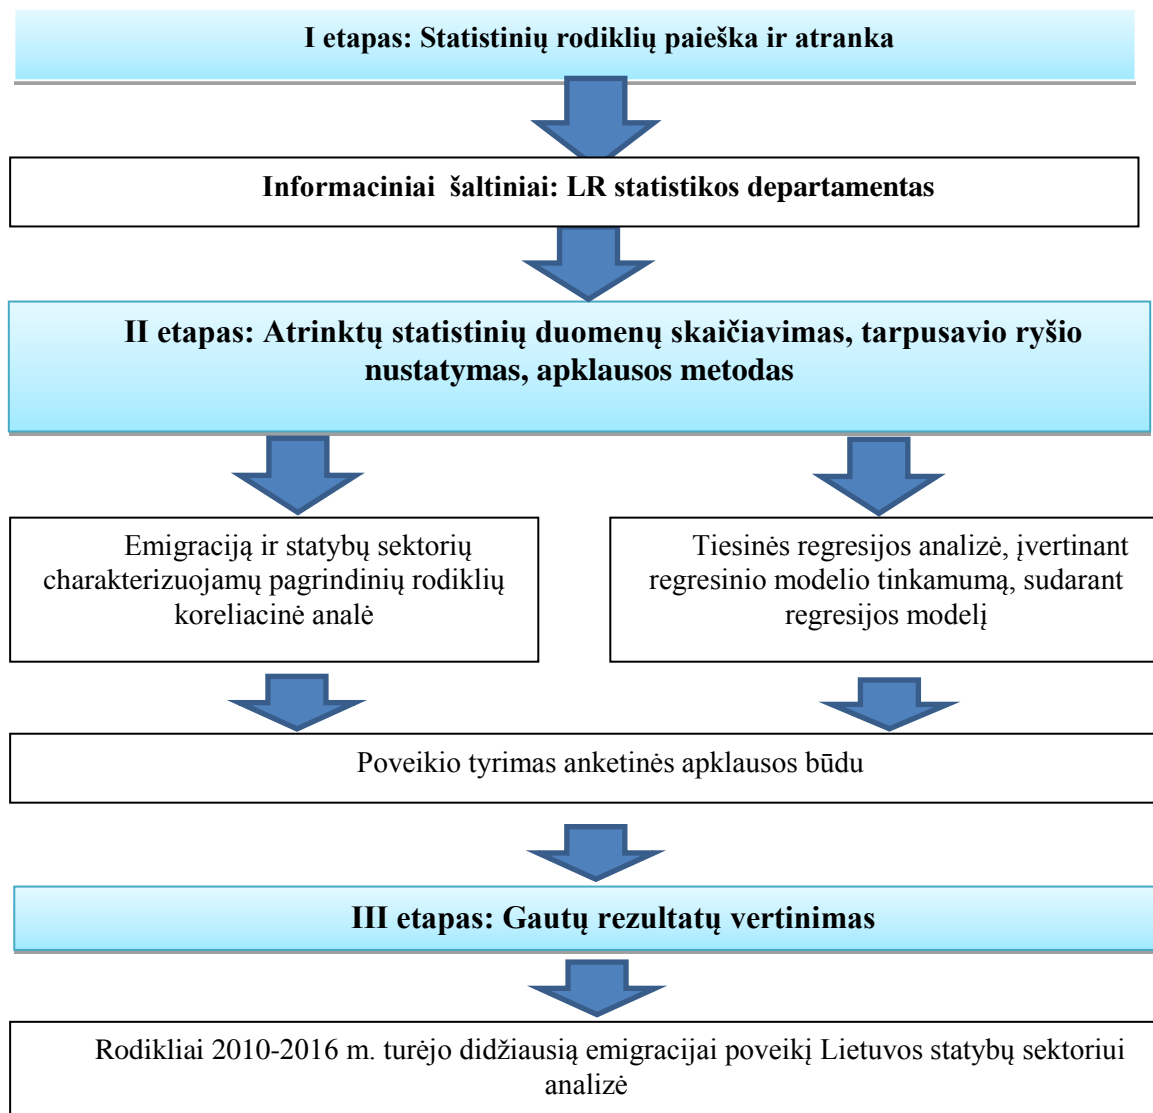 I etapas: Statistinių rodiklių paieška ir atranka
Informaciniai šaltiniai: LR statistikos departamentas
II etapas: Atrinktų statistinių duomenų skaičiavimas, tarpusavio ryšio
nustatymas, apklausos metodas
Emigraciją ir statybų sektorių
charakterizuojamų pagrindinių rodiklių
koreliacinė analė
Tiesinės regresijos analizė, įvertinant
regresinio modelio tinkamumą, sudarant
regresijos modelį
Poveikio tyrimas anketinės apklausos būdu
III etapas: Gautų rezultatų vertinimas
Rodikliai 2010-2016 m. turėjo didžiausią emigracijai poveikį Lietuvos statybų sektoriui
analizė